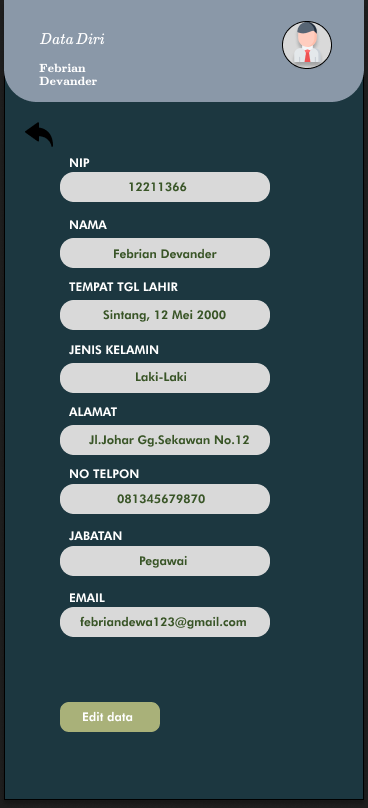 Data Diri
Febrian
Devander
NIP
12211366
NAMA
Febrian Devander
TEMPAT TGL LAHIR
Sintang, 12 Mei 2000
JENIS KELAMIN
Laki-Laki
ALAMAT
Jl.Johar Gg.Sekawan No.12
NO TELPON
081345679870
JABATAN
Pegawai
EMAIL
febriandewa123@gmail.com
Edit data